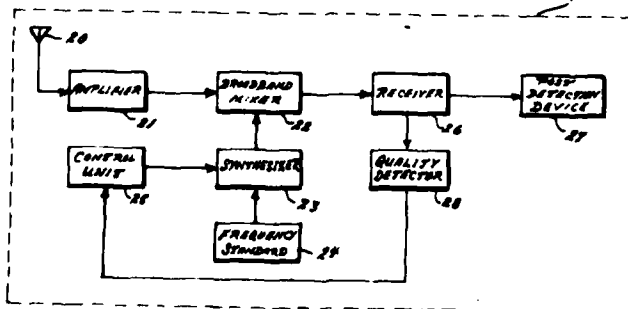 20
AMPLIFIER
21
BROADBAND
MIXER
22
RECEIVER
26
POST
DETECTION
DEVICE
27
CONTROL
UNIT
25
SYNTHESIZER
23
QUALITY
DETECTOR
28
FREQUENCY
STANDARD
24